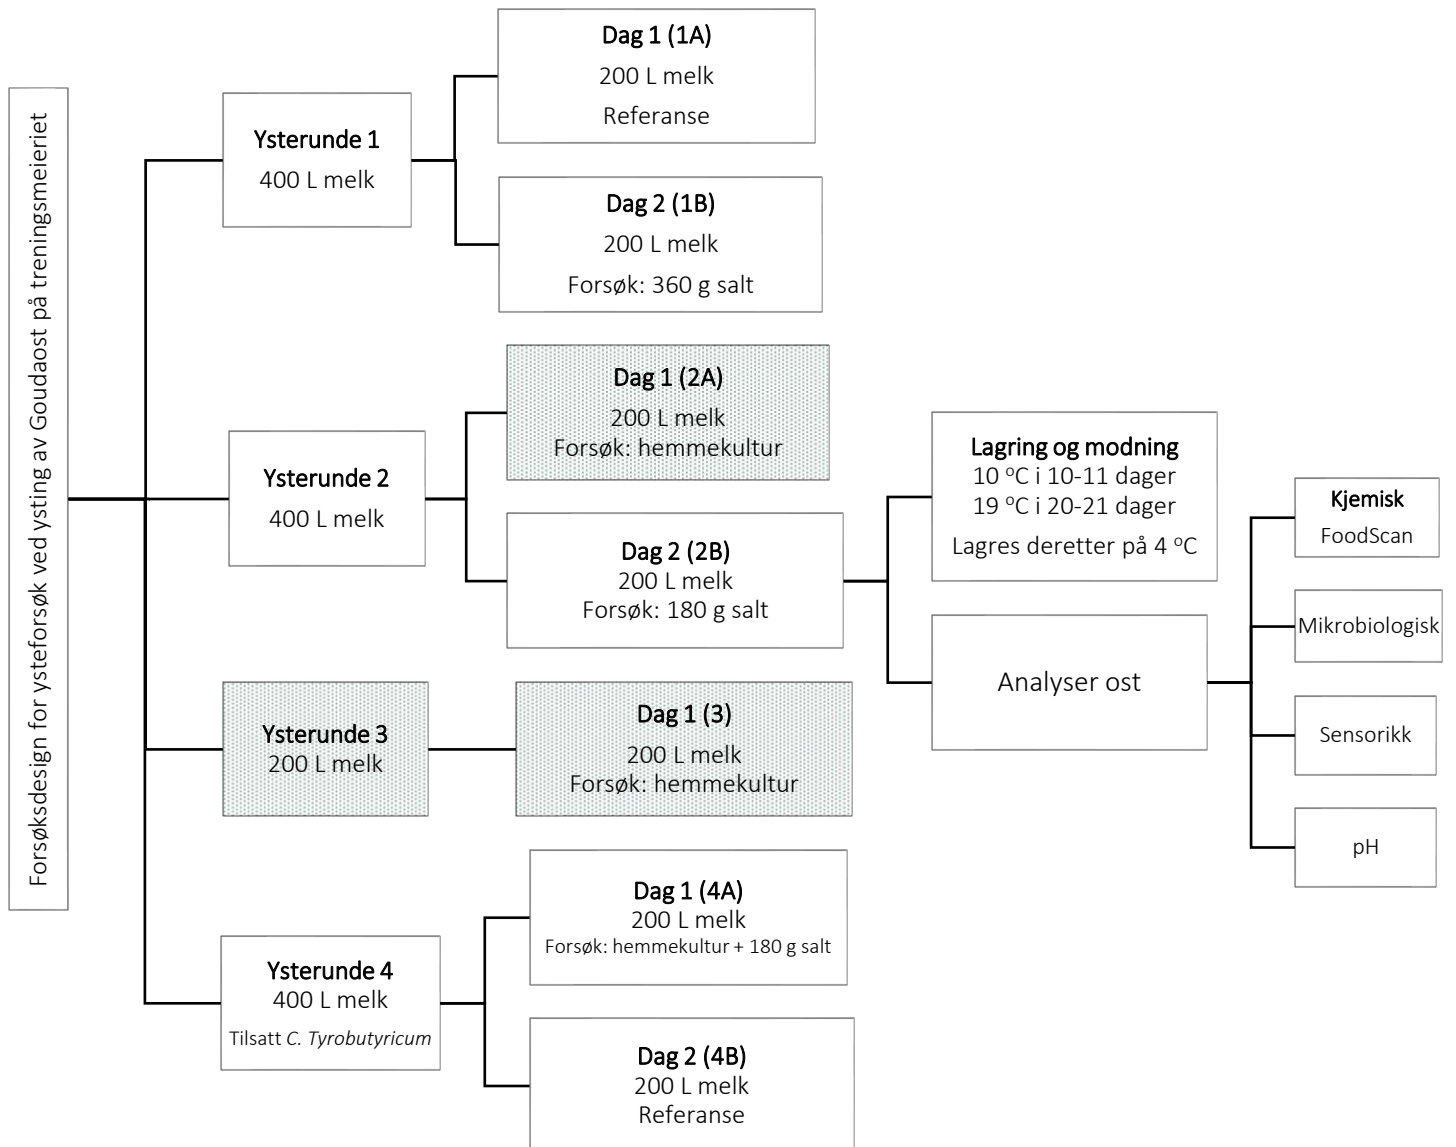 Forsøksdesign for ysteforsøk ved ysting av Goudaost på treningsmeieriet
Ysterunde 1
400 L melk
Dag 1 (1A)
200 L melk
Referanse
Dag 2 (1B)
200 L melk
Forsøk: 360 g salt
Ysterunde 2
400 L melk
Dag 1 (2A)
200 L melk
Forsøk: hemmekultur
Dag 2 (2B)
200 L melk
Forsøk: 180 g salt
Ysterunde 3
200 L melk
Dag 1 (3)
200 L melk
Forsøk: hemmekultur
Ysterunde 4
400 L melk
Tilsatt C. Tyrobutyricum
Dag 1 (4A)
200 L melk
Forsøk: hemmekultur + 180 g salt
Dag 2 (4B)
200 L melk
Referanse
Lagring og modning
10 °C i 10-11 dager
19 °C i 20-21 dager
Lagres deretter på 4 °C
Analyser ost
Kjemisk
FoodScan
Mikrobiologisk
Sensorikk
pH